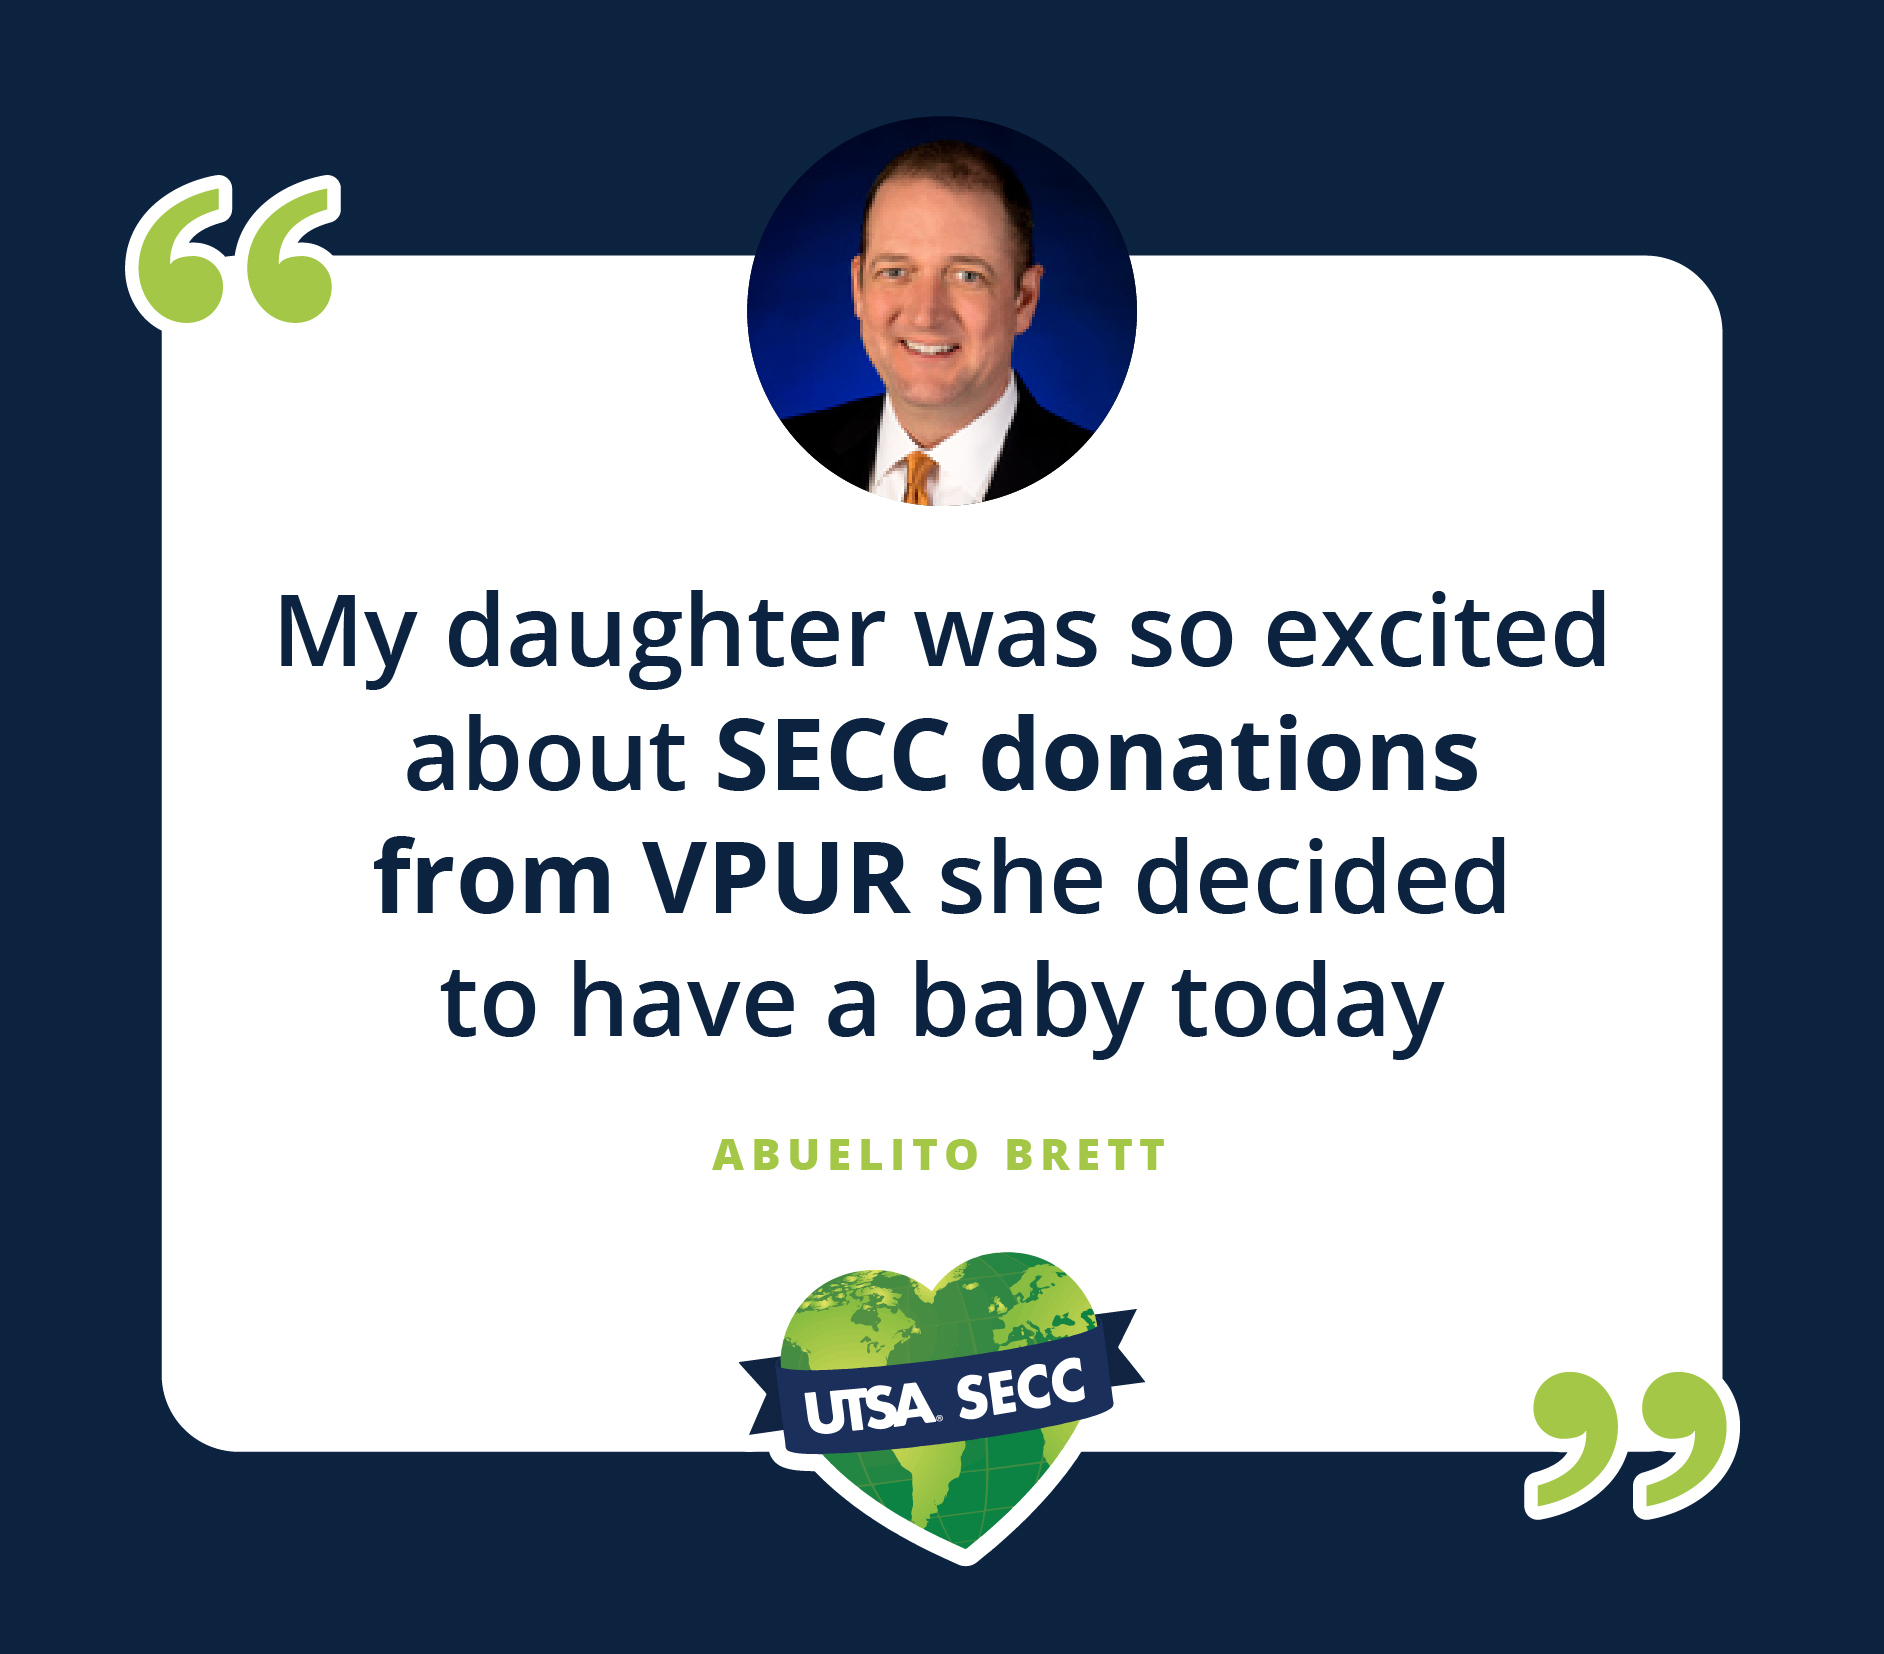 My daughter was so excited
about SECC donations
from VPUR she decided
to have a baby today
ABUELITO BRETT
UTSA® SECC